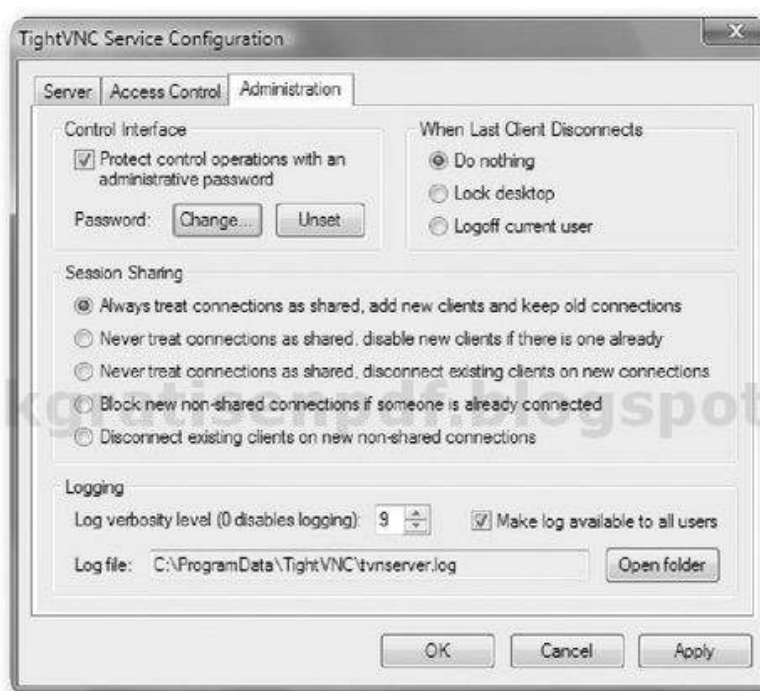 TightVNC Service Configuration
Server
Access Control
Administration
Control Interface
Protect control operations with an
administrative password
Password:
Change...
Unset
When Last Client Disconnects
Do nothing
Lock desktop
Logoff current user
Session Sharing
Always treat connections as shared, add new clients and keep old connections
Never treat connections as shared, disable new clients if there is one already
Never treat connections as shared, disconnect existing clients on new connections
Block new non-shared connections if someone is already connected
Disconnect existing clients on new non-shared connections
kgratisenpdf.blogspot
Logging
Log verbosity level (0 disables logging):
9
Make log available to all users
Log file:
C:\ProgramData\TightVNC\tvnserver.log
Open folder
OK
Cancel
Apply